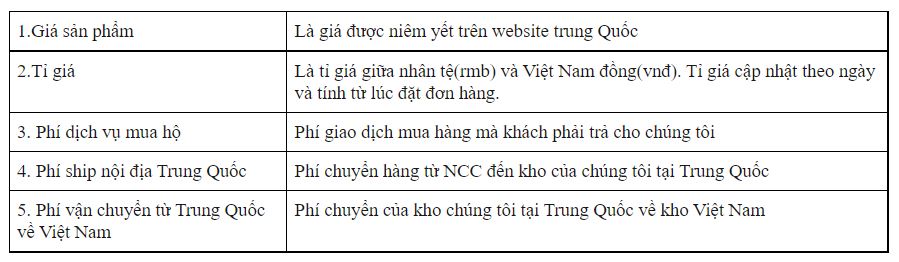 1.Giá sản phẩm
Là giá được niêm yết trên website trung Quốc
2.Tỉ giá
Là tỉ giá giữa nhân tệ(rmb) và Việt Nam đồng(vnđ). Tỉ giá cập nhật theo ngày
và tính từ lúc đặt đơn hàng.
3. Phí dịch vụ mua hộ
Phí giao dịch mua hàng mà khách phải trả cho chúng tôi
4. Phí ship nội địa Trung Quốc
Phí chuyển hàng từ NCC đến kho của chúng tôi tại Trung Quốc
5. Phí vận chuyển từ Trung Quốc
về Việt Nam
Phí chuyển của kho chúng tôi tại Trung Quốc về kho Việt Nam